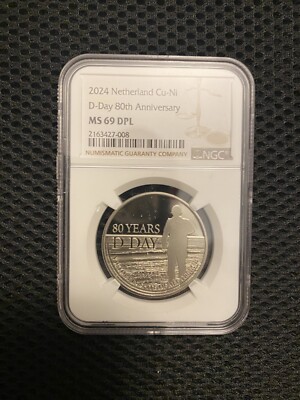 2024 Netherland Cu-Ni
D-Day 80th Anniversary
MS 69 DPL
2163427-008
NUMISMATIC GUARANTY COMPANY
NGC
80 YEARS
D-DAY